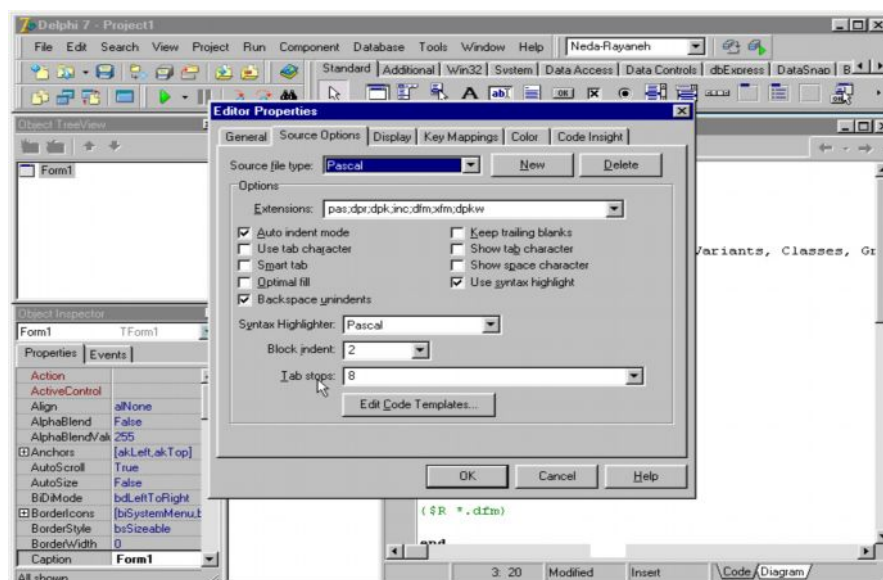 Delphi 7 - Project1
File Edit Search View Project Run Component Database Tools Window Help Neda-Rayaneh
Standard Additional Win32 System Data Access Data Controls dbExpress DataSnap B
Object TreeView
Form1
Editor Properties
General Source Options Display Key Mappings Color Code Insight
Source file type: Pascal New Delete
Options
Extensions: pas;dpr;dpk;inc;dfm;xfm;dpkw
Auto indent mode Keep trailing blanks
Use tab character Show tab character
Smart tab Show space character
Optimal fill Use syntax highlight
Backspace unindents
Syntax Highlighter: Pascal
Block indent: 2
Tab stops: 8
Edit Code Templates...
OK Cancel Help
Variants, Classes, Gr
Object Inspector
Form1 TForm1
Properties Events
Action
ActiveControl
Align alNone
AlphaBlend False
AlphaBlendVal 255
Anchors [akLeft,akTop]
AutoScroll True
AutoSize False
BiDiMode bdLeftToRight
BorderIcons [biSystemMenu,b
BorderStyle bsSizeable
BorderWidth 0
Caption Form1
All shown
{$R *.dfm}
end
3: 20 Modified Insert Code Diagram